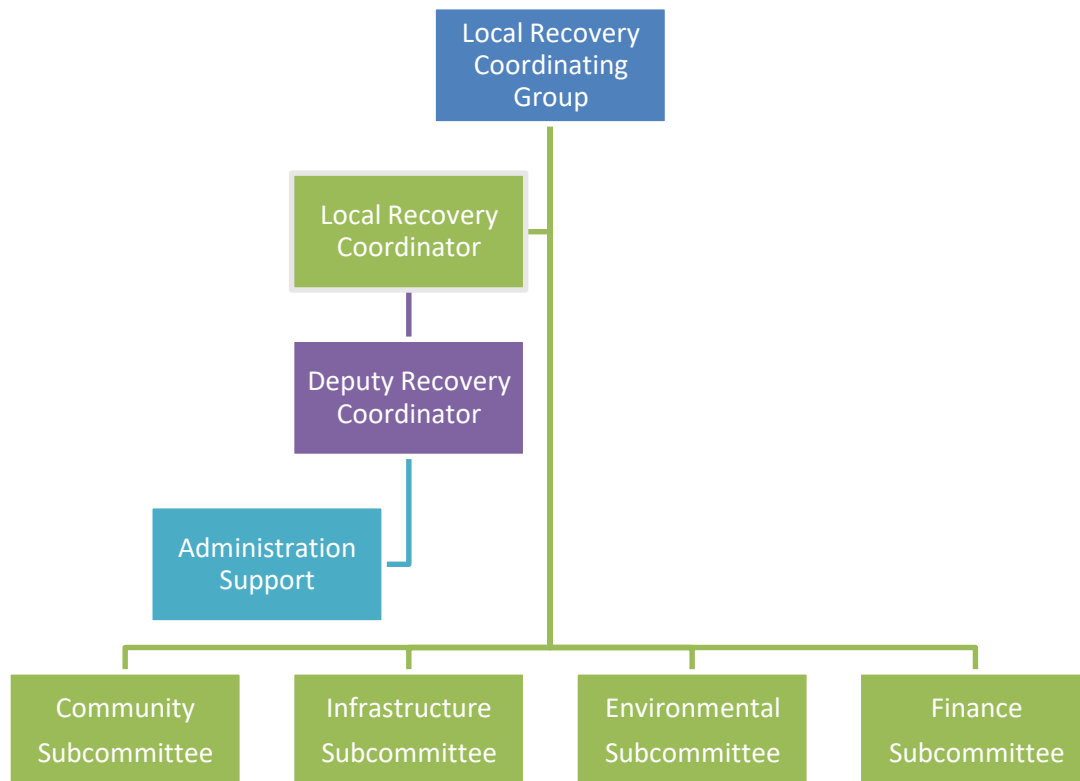 Local Recovery
Coordinating
Group
Local Recovery
Coordinator
Deputy Recovery
Coordinator
Administration
Support
Community
Subcommittee
Infrastructure
Subcommittee
Environmental
Subcommittee
Finance
Subcommittee